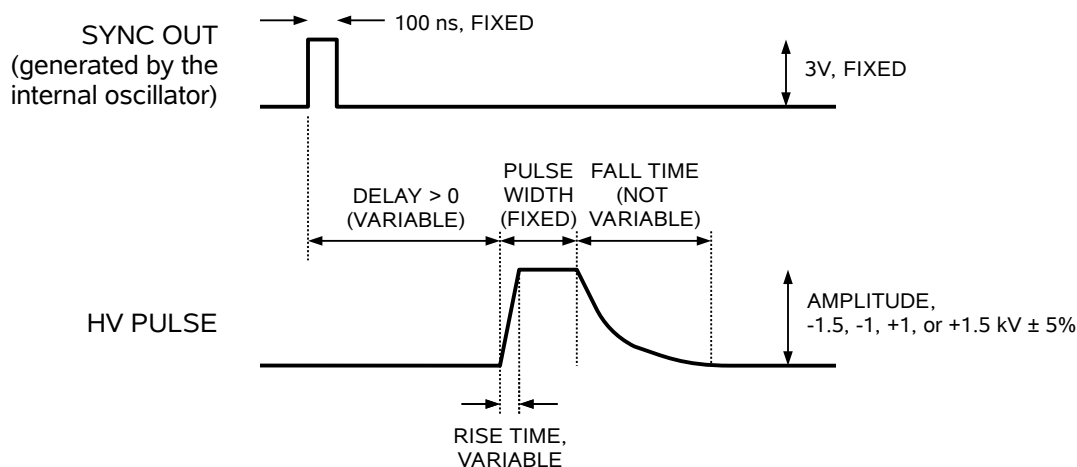 SYNC OUT
(generated by the
internal oscillator)
100 ns, FIXED
3V, FIXED
DELAY > 0
(VARIABLE)
PULSE
WIDTH
(FIXED)
FALL TIME
(NOT
VARIABLE)
HV PULSE
AMPLITUDE,
-1.5, -1, +1, or +1.5 kV ± 5%
RISE TIME,
VARIABLE